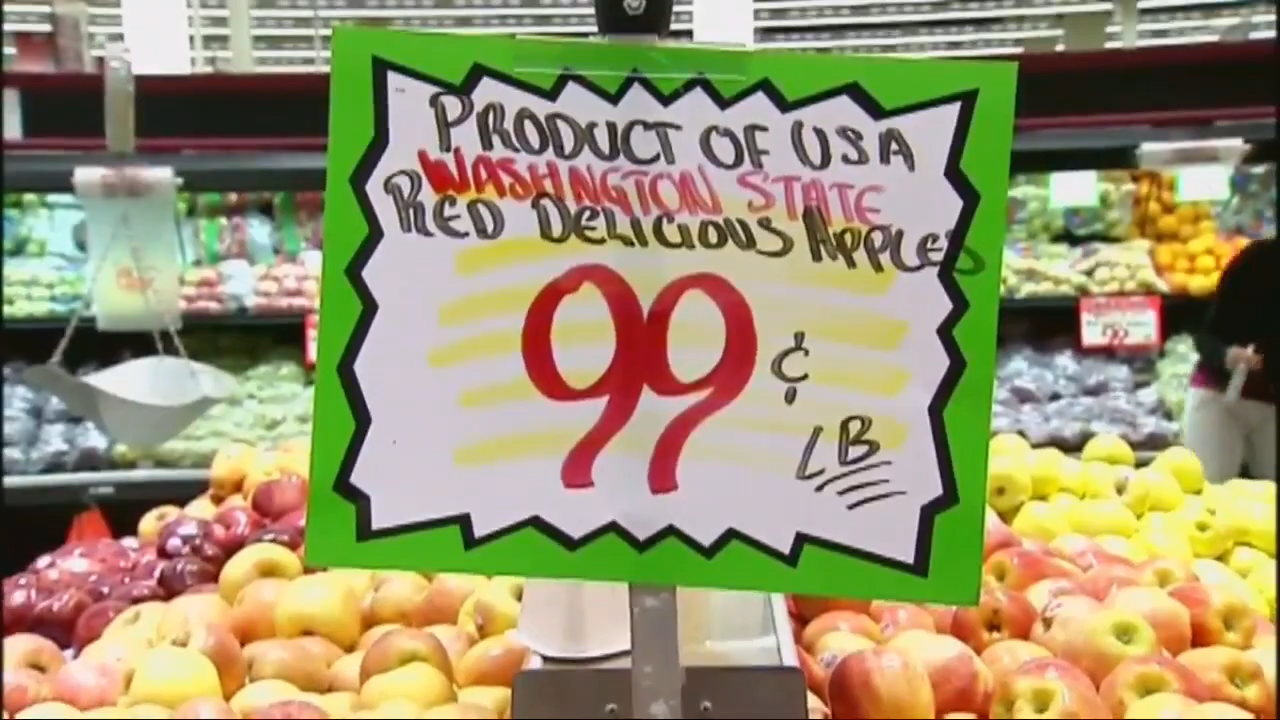 PRODUCT OF USA
WASHINGTON STATE
RED DELICIOUS APPLES
99 ¢
LB